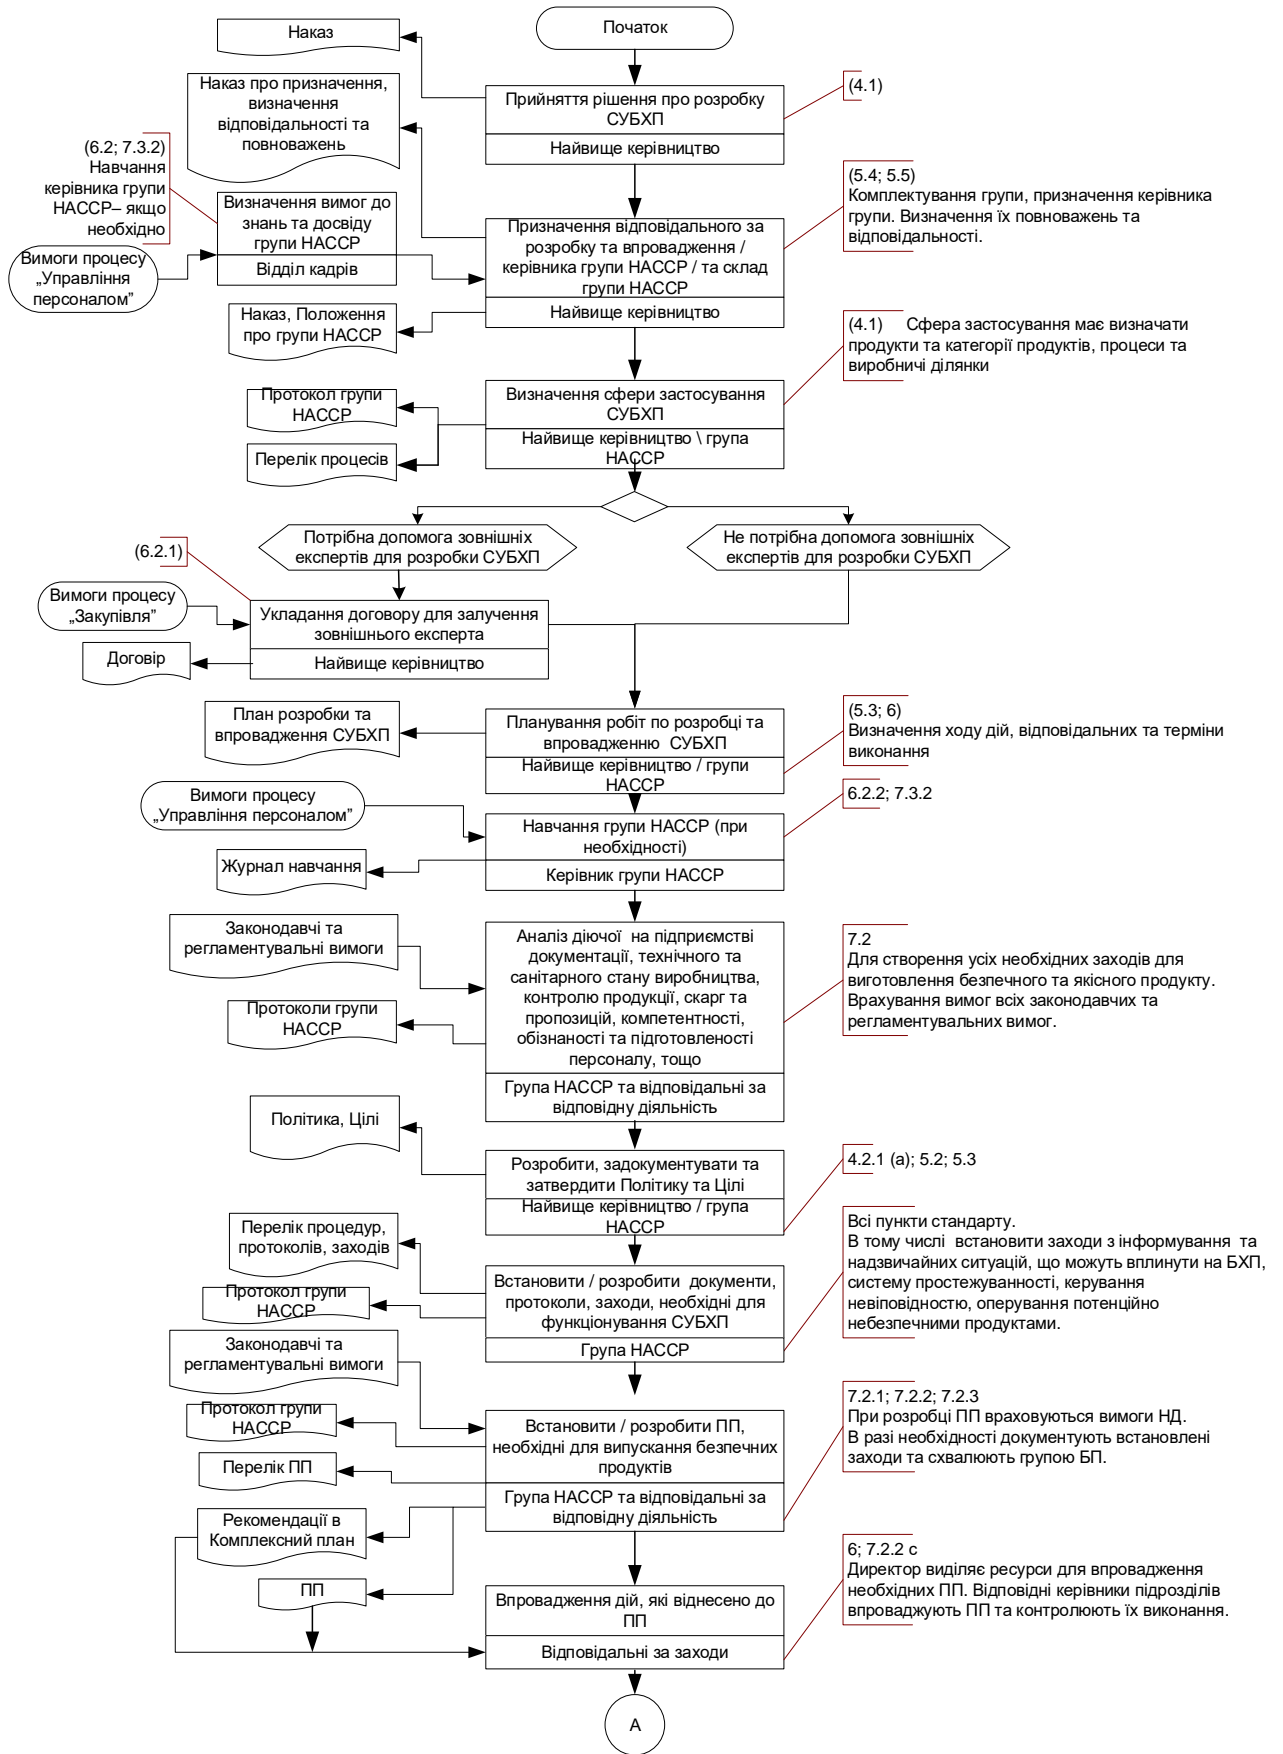 Початок
Наказ
Прийняття рішення про розробку
СУБХП
Найвище керівництво
(4.1)
Наказ про призначення,
визначення
відповідальності та
повноважень
(6.2; 7.3.2)
Навчання
керівника групи
НАССР– якщо
необхідно
Визначення вимог до
знань та досвіду
групи НАССР
Відділ кадрів
Вимоги процесу
„Управління
персоналом”
Призначення відповідального за
розробку та впровадження /
керівника групи НАССР / та склад
групи НАССР
Найвище керівництво
(5.4; 5.5)
Комплектування групи, призначення керівника
групи. Визначення їх повноважень та
відповідальності.
Наказ, Положення
про групи НАССР
(4.1) Сфера застосування має визначати
продукти та категорії продуктів, процеси та
виробничі ділянки
Протокол групи
НАССР
Перелік процесів
Визначення сфери застосування
СУБХП
Найвище керівництво \ група
НАССР
Потрібна допомога зовнішніх
експертів для розробки СУБХП
Не потрібна допомога зовнішніх
експертів для розробки СУБХП
(6.2.1)
Вимоги процесу
„Закупівля”
Укладання договору для залучення
зовнішнього експерта
Найвище керівництво
Договір
План розробки та
впровадження СУБХП
Планування робіт по розробці та
впровадженню СУБХП
Найвище керівництво / групи
НАССР
(5.3; 6)
Визначення ходу дій, відповідальних та терміни
виконання
Вимоги процесу
„Управління персоналом”
6.2.2; 7.3.2
Навчання групи НАССР (при
необхідності)
Керівник групи НАССР
Журнал навчання
Законодавчі та
регламентувальні вимоги
Протоколи групи
НАССР
Аналіз діючої на підприємстві
документації, технічного та
санітарного стану виробництва,
контролю продукції, скарг та
пропозицій, компетентності,
обізнаності та підготовленості
персоналу, тощо
Група НАССР та відповідальні за
відповідну діяльність
7.2
Для створення усіх необхідних заходів для
виготовлення безпечного та якісного продукту.
Врахування вимог всіх законодавчих та
регламентувальних вимог.
Політика, Цілі
Розробити, задокументувати та
затвердити Політику та Цілі
Найвище керівництво / група
НАССР
4.2.1 (а); 5.2; 5.3
Перелік процедур,
протоколів, заходів
Протокол групи
НАССР
Встановити / розробити документи,
протоколи, заходи, необхідні для
функціонування СУБХП
Група НАССР
Всі пункти стандарту.
В тому числі встановити заходи з інформування та
надзвичайних ситуацій, що можуть вплинути на БХП,
систему простежуванності, керування
невіповідностю, оперування потенційно
небезпечними продуктами.
Законодавчі та
регламентувальні вимоги
Протокол групи
НАССР
Перелік ПП
Встановити / розробити ПП,
необхідні для випускання безпечних
продуктів
Група НАССР та відповідальні за
відповідну діяльність
7.2.1; 7.2.2; 7.2.3
При розробці ПП враховуються вимоги НД.
В разі необхідності документують встановлені
заходи та схвалюють групою БП.
Рекомендації в
Комплексний план
ПП
Впровадження дій, які віднесено до
ПП
Відповідальні за заходи
6; 7.2.2 с
Директор виділяє ресурси для впровадження
необхідних ПП. Відповідні керівники підрозділів
впроваджують ПП та контролюють їх виконання.
А